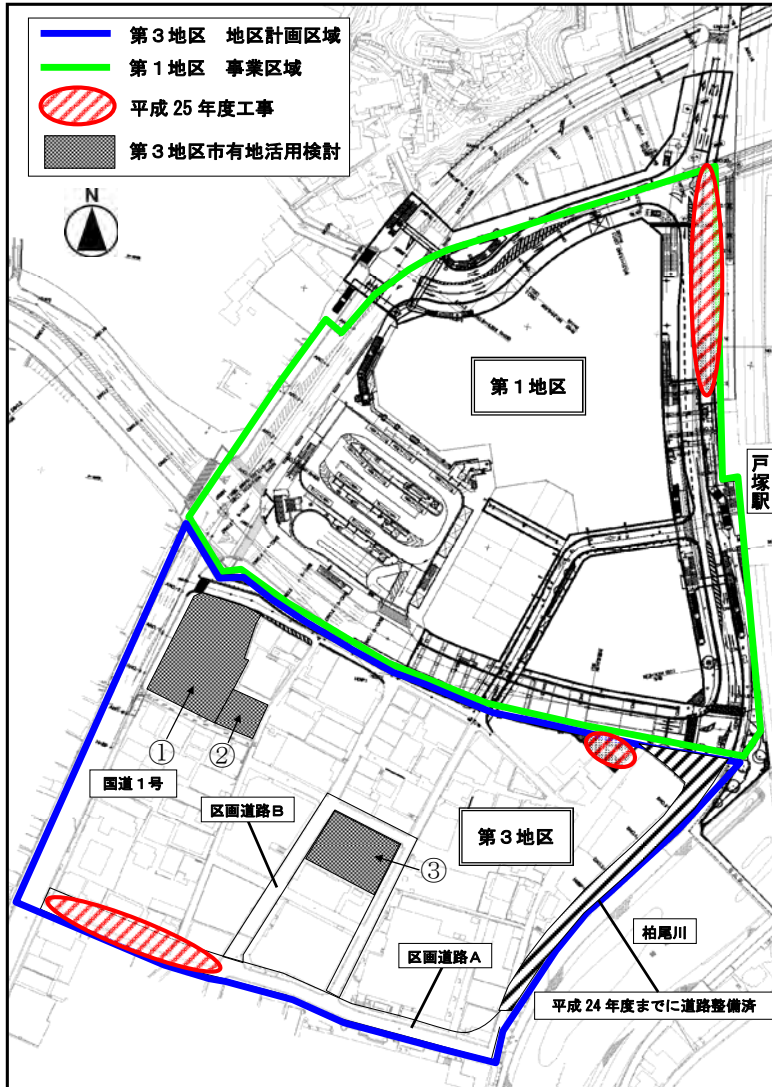 第3地区 地区計画区域
第1地区 事業区域
平成25年度工事
第3地区市有地活用検討
N
第1地区
戸塚駅
①
②
国道1号
区画道路B
第3地区
③
柏尾川
区画道路A
平成24年度までに道路整備済